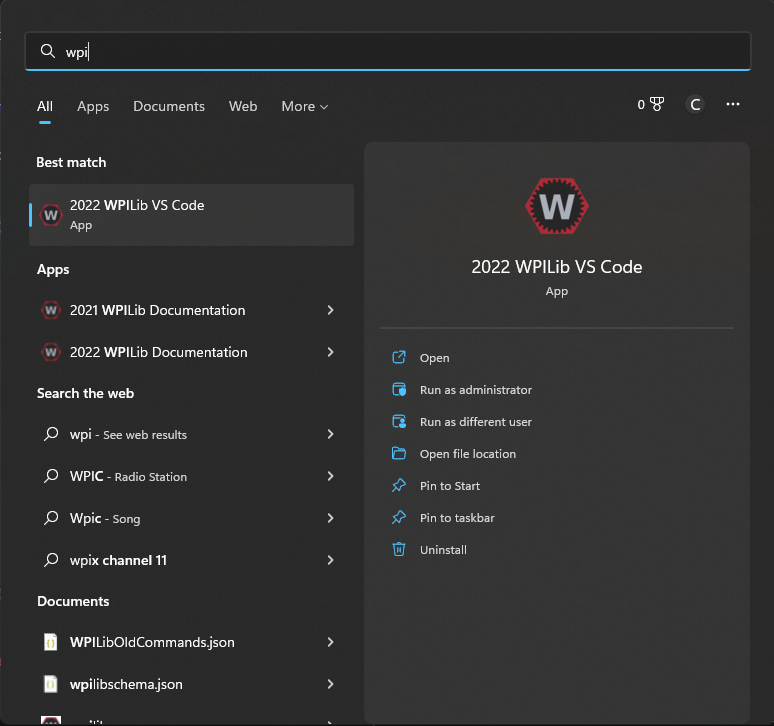 wpi
All Apps Documents Web More
0 C ...
Best match
2022 WPILib VS Code
App
Apps
2021 WPILib Documentation
2022 WPILib Documentation
Search the web
wpi - See web results
WPIC - Radio Station
Wpic - Song
wpix channel 11
Documents
WPILibOldCommands.json
wpilibschema.json
W
2022 WPILib VS Code
App
Open
Run as administrator
Run as different user
Open file location
Pin to Start
Pin to taskbar
Uninstall